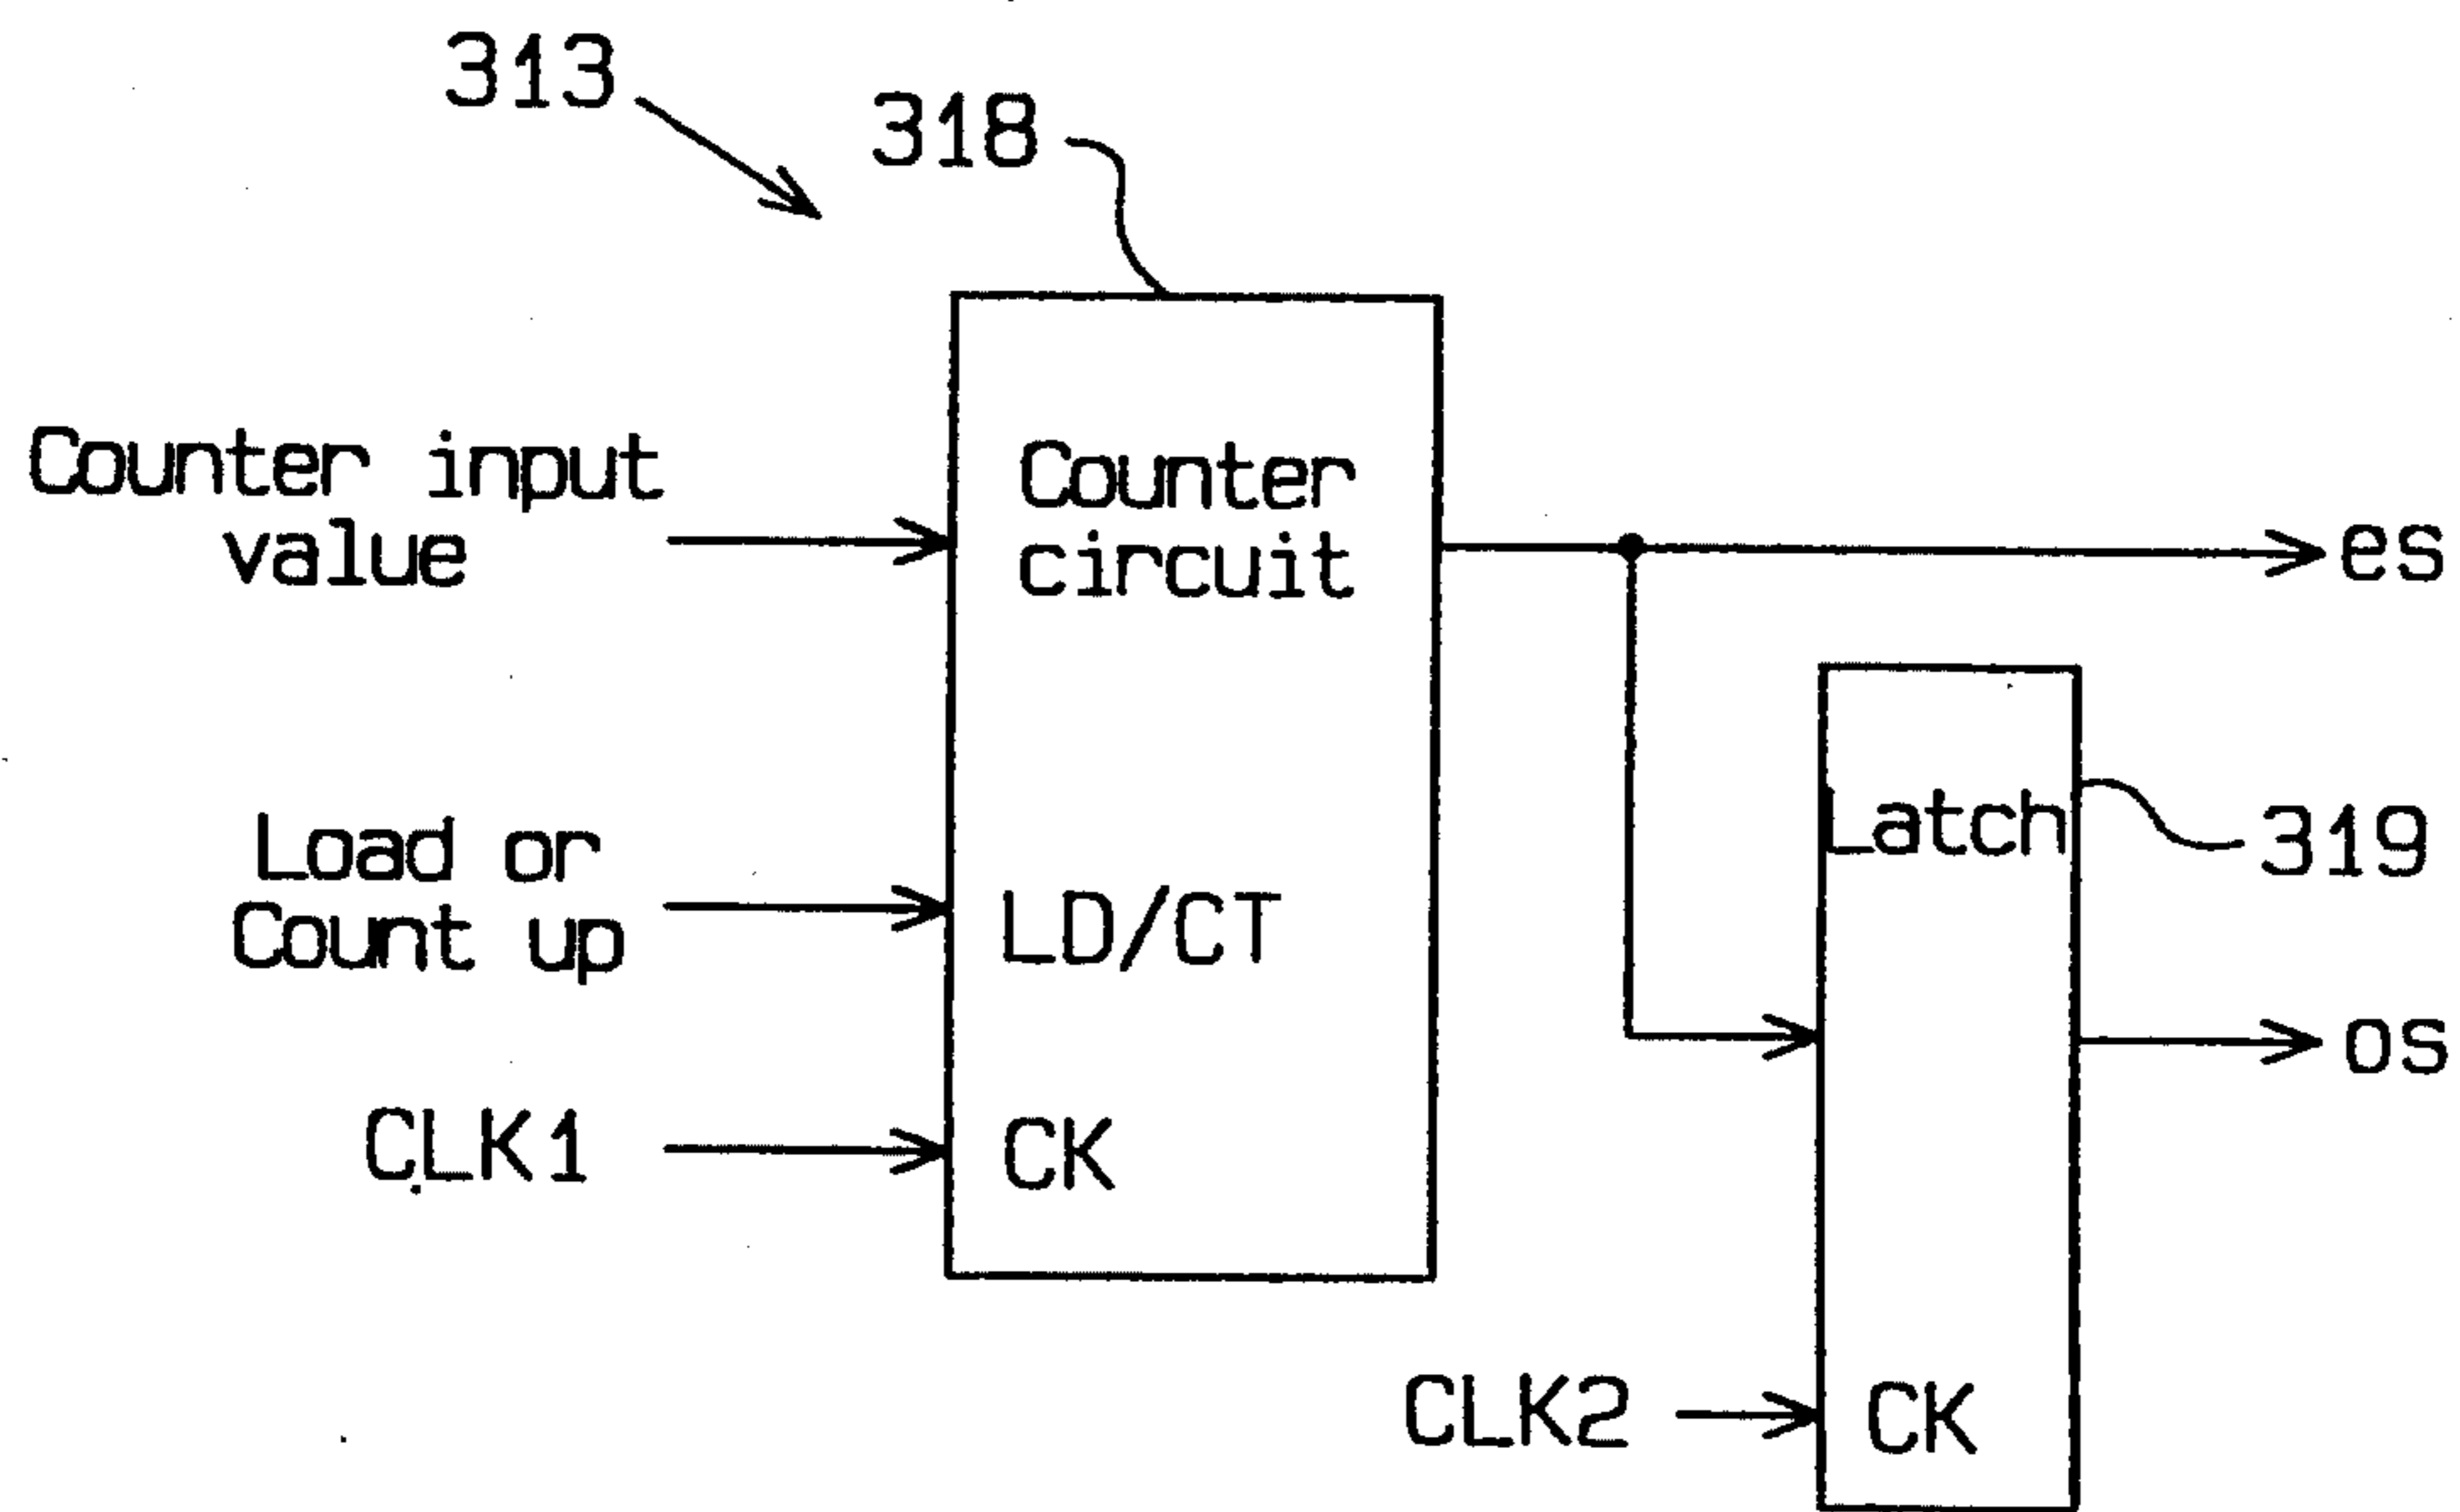 313
318
Counter input
value
Counter
circuit
es
Latch
319
Load or
Count up
LD/CT
os
CLK1
CK
CLK2
CK